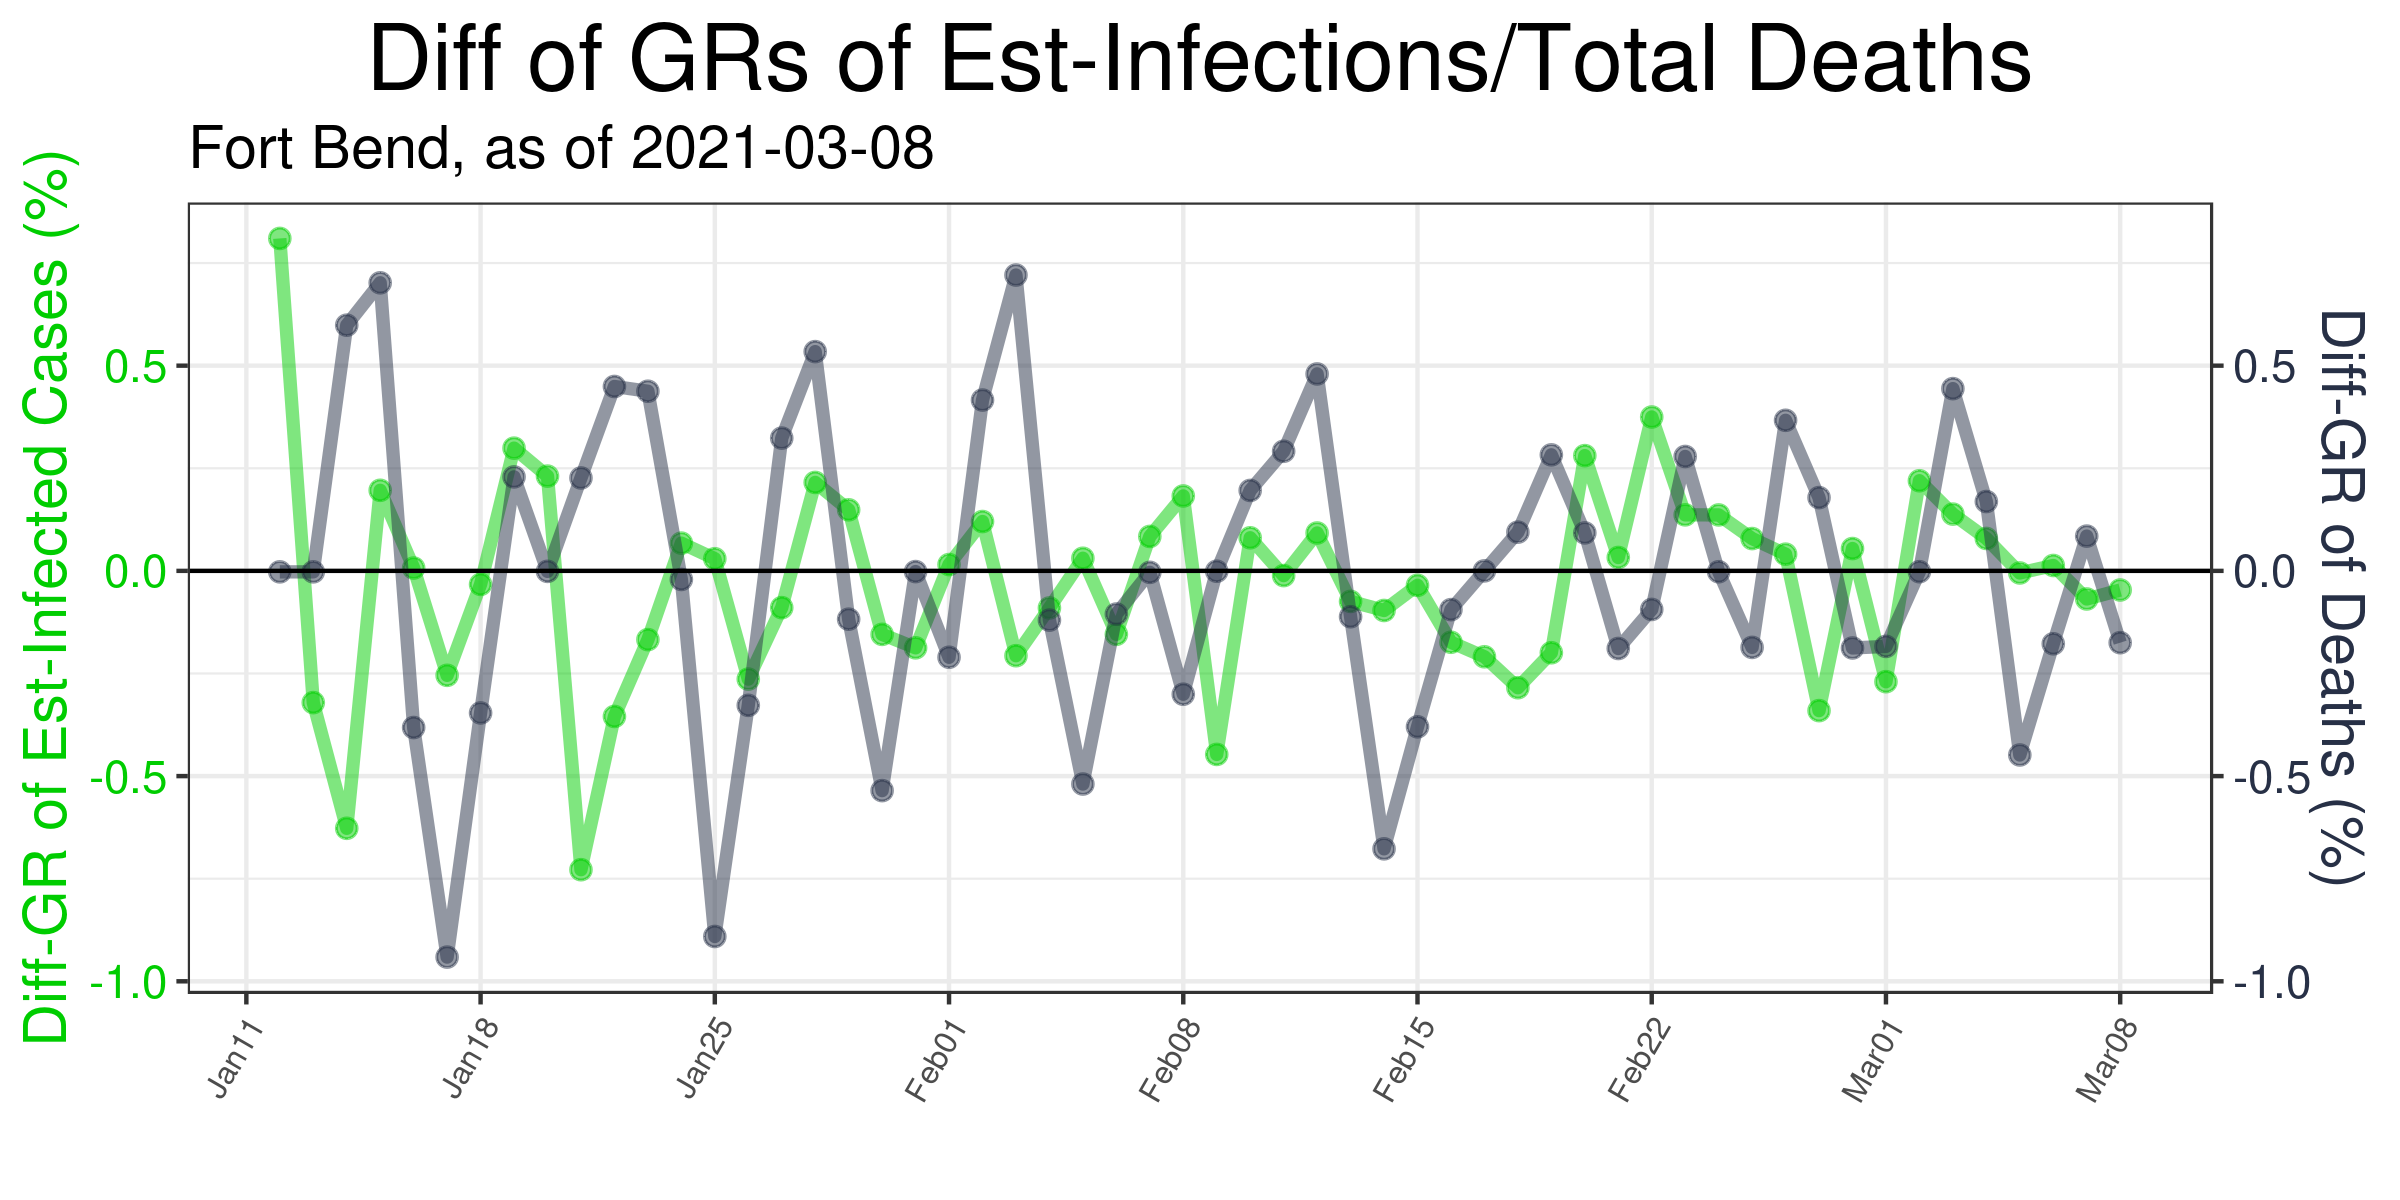 Diff of GRs of Est-Infections/Total Deaths
Fort Bend, as of 2021-03-08
Diff-GR of Est-Infected Cases (%)
0.5
0.0
-0.5
-1.0
0.5
0.0
-0.5
-1.0
Diff-GR of Deaths (%)
Jan11
Jan18
Jan25
Feb01
Feb08
Feb15
Feb22
Mar01
Mar08